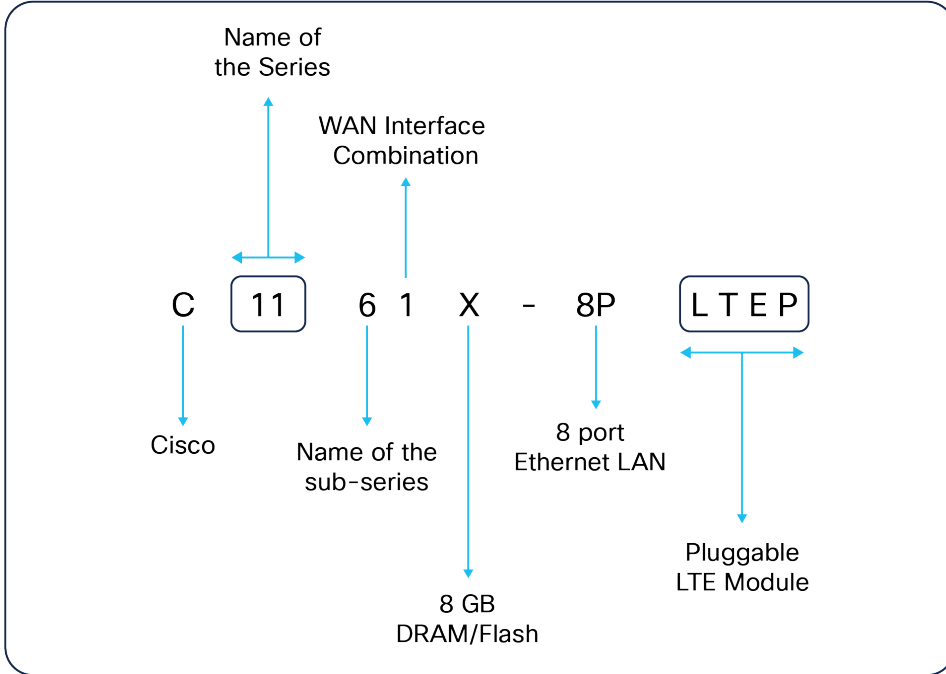 Name of
the Series
WAN Interface
Combination
C 11 6 1 X - 8P L T E P
Cisco
Name of the
sub-series
8 port
Ethernet LAN
Pluggable
LTE Module
8 GB
DRAM/Flash